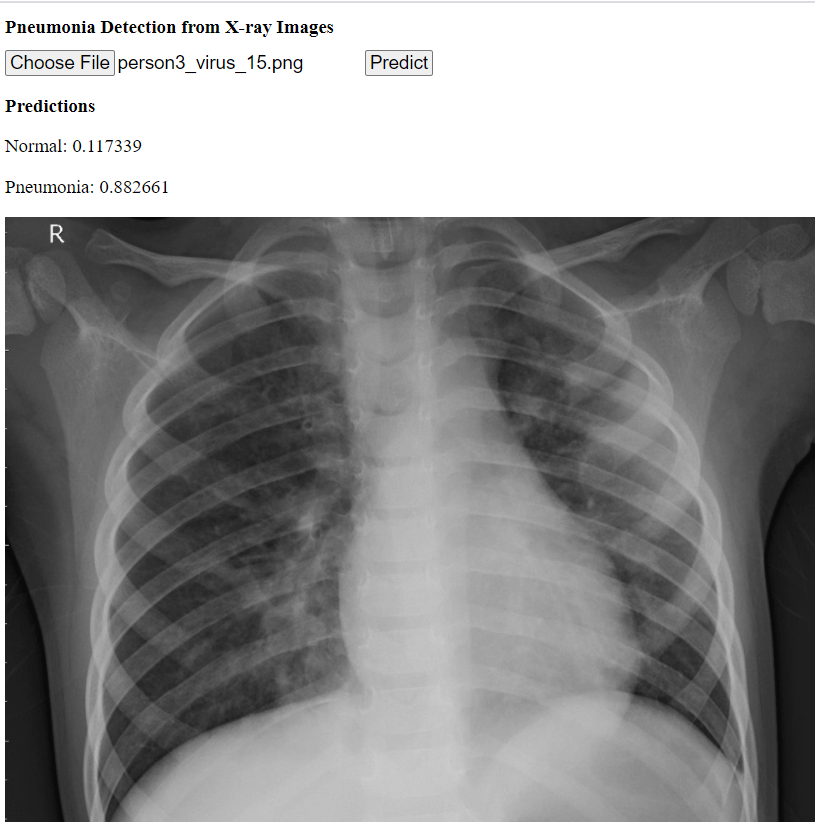 Pneumonia Detection from X-ray Images
Choose File person3_virus_15.png Predict
Predictions
Normal: 0.117339
Pneumonia: 0.882661
R